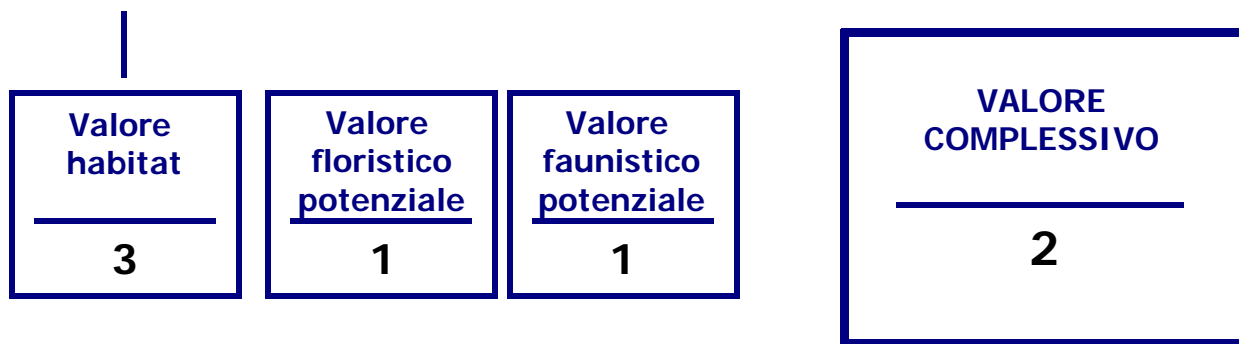 Valore
habitat
3
Valore
floristico
potenziale
1
Valore
faunistico
potenziale
1
VALORE
COMPLESSIVO
2